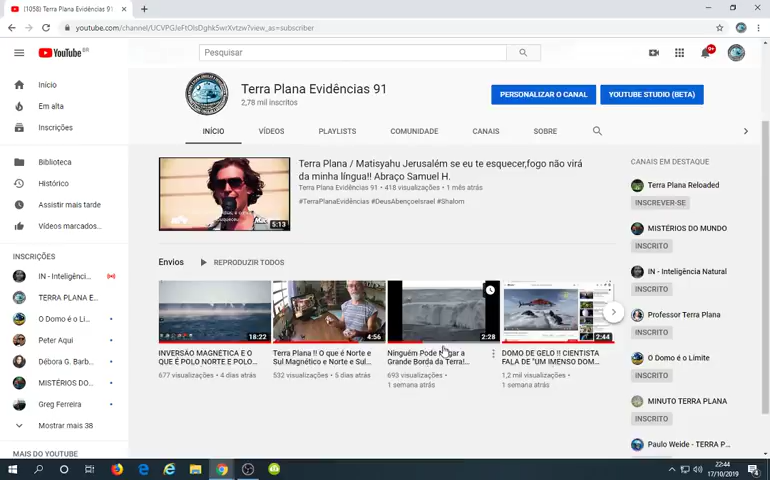 (1058) Terra Plana Evidências 91
youtube.com/channel/UCVPGJeFtOlsDghk5wrXvtzw?view_as=subscriber
YouTube BR
Pesquisar
9+
Início
Em alta
Inscrições
Biblioteca
Histórico
Assistir mais tarde
Vídeos marcados...
INSCRIÇÕES
IN - Inteligênci...
TERRA PLANA E...
O Domo é o Li...
Peter Aqui
Débora G. Barb...
MISTÉRIOS DO...
Greg Ferreira
Mostrar mais 38
MAIS DO YOUTUBE
Terra Plana Evidências 91
2,78 mil inscritos
PERSONALIZAR O CANAL
YOUTUBE STUDIO (BETA)
INÍCIO
VÍDEOS
PLAYLISTS
COMUNIDADE
CANAIS
SOBRE
5:13
Terra Plana / Matisyahu Jerusalém se eu te esquecer,fogo não virá
da minha língua!! Abraço Samuel H.
Terra Plana Evidências 91 • 418 visualizações • 1 mês atrás
#TerraPlanaEvidências #DeusAbençoeIsrael #Shalom
Envios
REPRODUZIR TODOS
18:22
INVERSÃO MAGNÉTICA E O
QUE É POLO NORTE E POLO...
677 visualizações • 4 dias atrás
4:56
Terra Plana !! O que é Norte e
Sul Magnético e Norte e Sul...
532 visualizações • 5 dias atrás
2:28
Ninguém Pode Negar a
Grande Borda da Terra!...
693 visualizações •
1 semana atrás
2:44
DOMO DE GELO !! CIENTISTA
FALA DE "UM IMENSO DOM...
1,2 mil visualizações •
1 semana atrás
CANAIS EM DESTAQUE
Terra Plana Reloaded
INSCREVER-SE
MISTÉRIOS DO MUNDO
INSCRITO
IN - Inteligência Natural
INSCRITO
Professor Terra Plana
INSCRITO
O Domo é o Limite
INSCRITO
MINUTO TERRA PLANA
INSCRITO
Paulo Weide - TERRA P...
22:44
17/10/2019
4